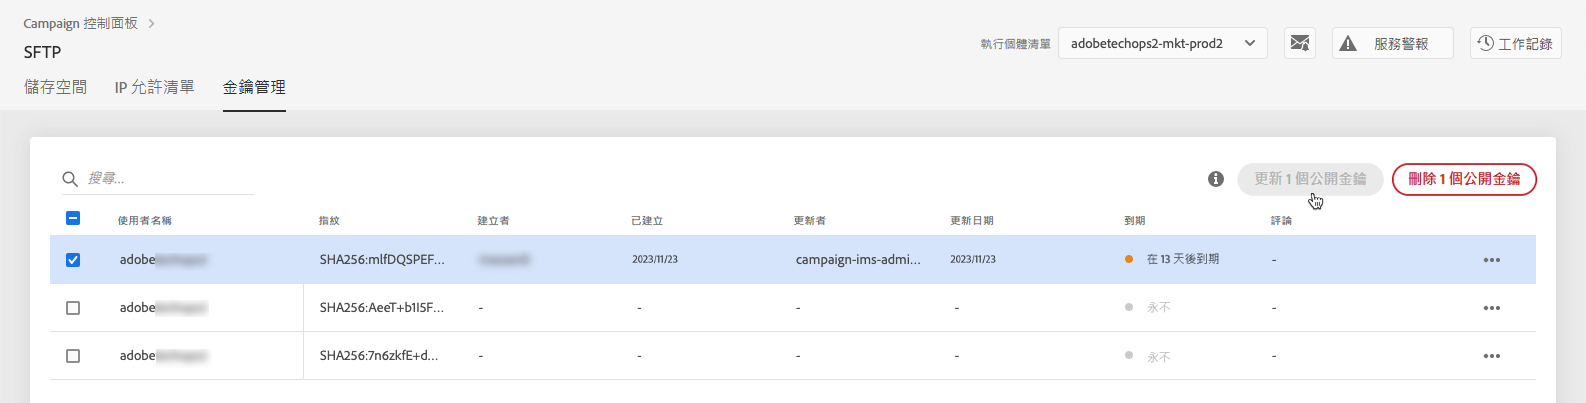 Campaign 控制面板
SFTP
執行個體清單 adobetechops2-mkt-prod2 服務警報 工作記錄
儲存空間 IP 允許清單 金鑰管理
搜尋... 更新 1 個公開金鑰 刪除 1 個公開金鑰
使用者名稱 指紋 建立者 已建立 更新者 更新日期 到期 評論
adobe SHA256:mlfDQSPEF... 2023/11/23 campaign-ims-admi... 2023/11/23 在 13 天後到期 -
adobe SHA256:AeeT+b1I5F... - - - - 永不 -
adobe SHA256:7n6zkfE+d... - - - - 永不 -